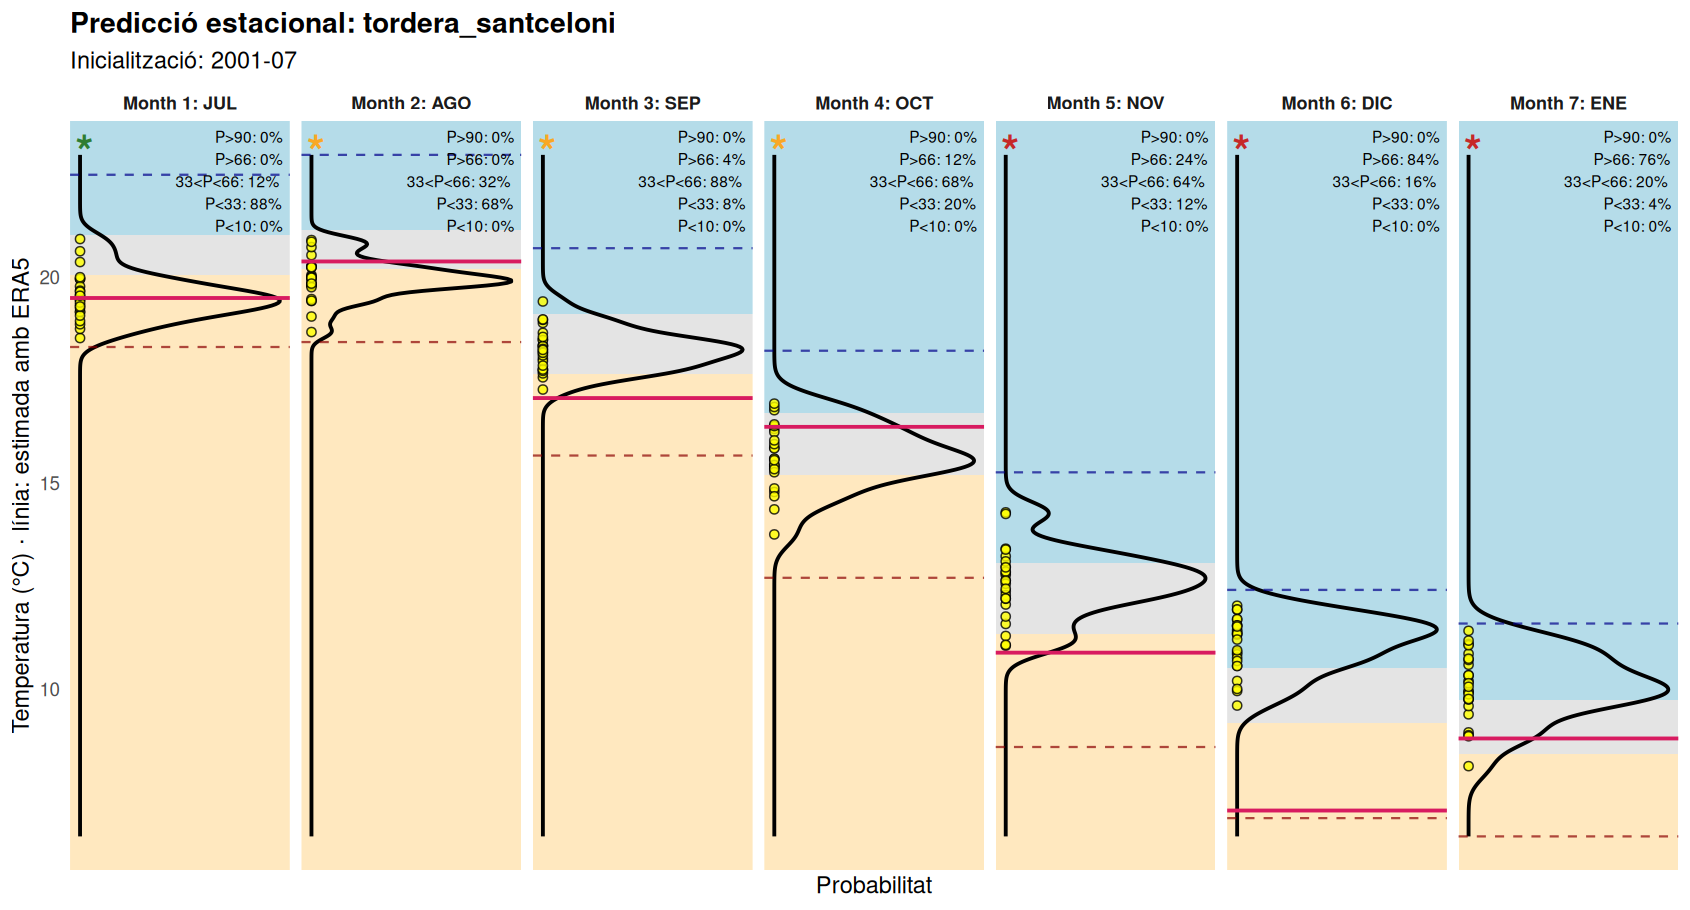 Predicció estacional: tordera_santceloni
Inicialització: 2001-07
Month 1: JUL
Month 2: AGO
Month 3: SEP
Month 4: OCT
Month 5: NOV
Month 6: DIC
Month 7: ENE
*
P>90: 0%
P>66: 0%
33<P<66: 12%
P<33: 88%
P<10: 0%
*
P>90: 0%
P>66: 0%
33<P<66: 32%
P<33: 68%
P<10: 0%
*
P>90: 0%
P>66: 4%
33<P<66: 88%
P<33: 8%
P<10: 0%
*
P>90: 0%
P>66: 12%
33<P<66: 68%
P<33: 20%
P<10: 0%
*
P>90: 0%
P>66: 24%
33<P<66: 64%
P<33: 12%
P<10: 0%
*
P>90: 0%
P>66: 84%
33<P<66: 16%
P<33: 0%
P<10: 0%
*
P>90: 0%
P>66: 76%
33<P<66: 20%
P<33: 4%
P<10: 0%
20
15
10
Temperatura (°C) · línia: estimada amb ERA5
Probabilitat